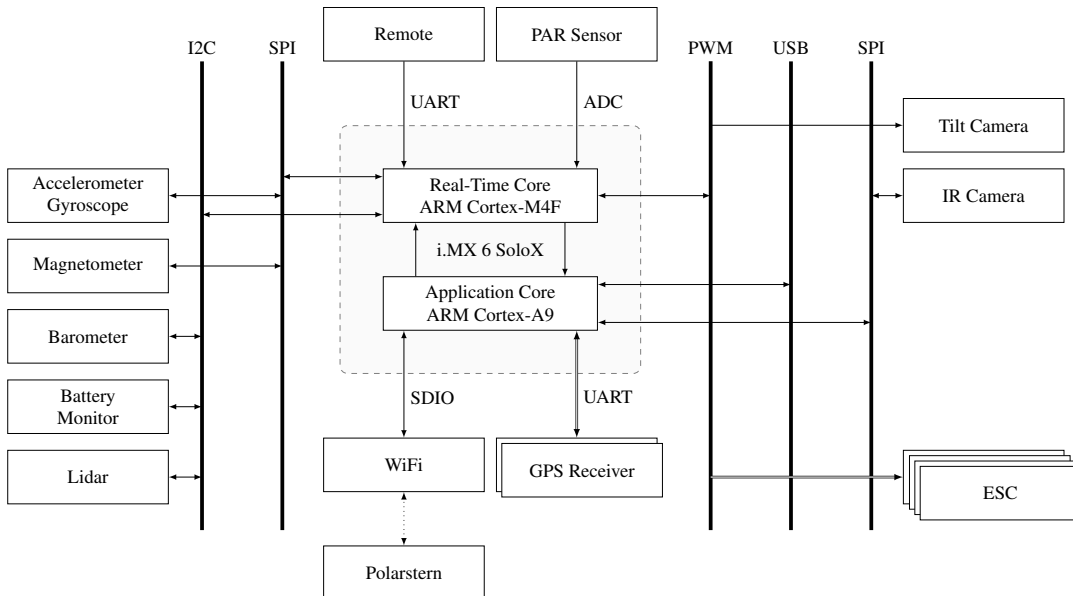 Remote
PAR Sensor
I2C
SPI
PWM
USB
SPI
UART
ADC
Tilt Camera
Accelerometer
Gyroscope
Real-Time Core
ARM Cortex-M4F
IR Camera
i.MX 6 SoloX
Magnetometer
Application Core
ARM Cortex-A9
Barometer
Battery
Monitor
SDIO
UART
Lidar
WiFi
GPS Receiver
ESC
Polarstern